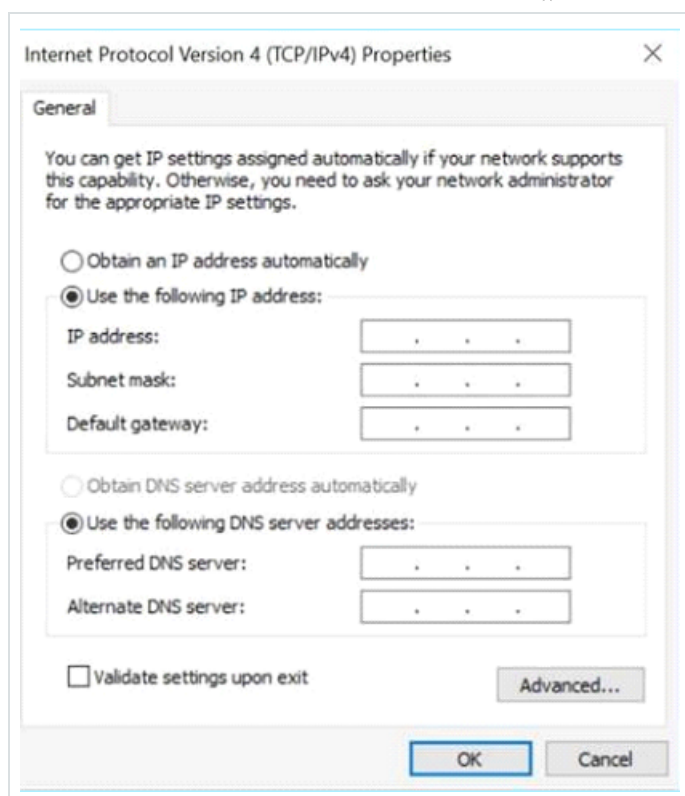 Internet Protocol Version 4 (TCP/IPv4) Properties
General
You can get IP settings assigned automatically if your network supports
this capability. Otherwise, you need to ask your network administrator
for the appropriate IP settings.
Obtain an IP address automatically
Use the following IP address:
IP address:
Subnet mask:
Default gateway:
Obtain DNS server address automatically
Use the following DNS server addresses:
Preferred DNS server:
Alternate DNS server:
Validate settings upon exit
Advanced...
OK Cancel